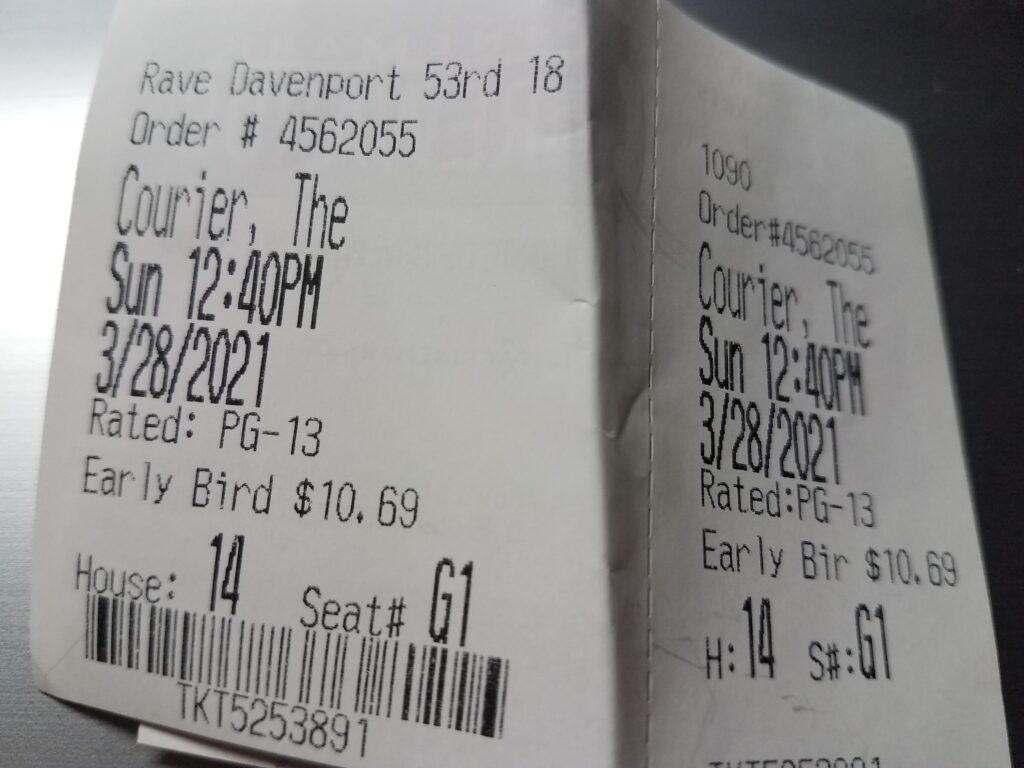 Rave Davenport 53rd 18
Order # 4562055
Courier, The
Sun 12:40PM
3/28/2021
Rated: PG-13
Early Bird $10.69
House: 14 Seat# G1
TKT5253891
1090
Order#4562055
Courier, The
Sun 12:40PM
3/28/2021
Rated:PG-13
Early Bir $10.69
H:14 S#:G1
TKT5253891